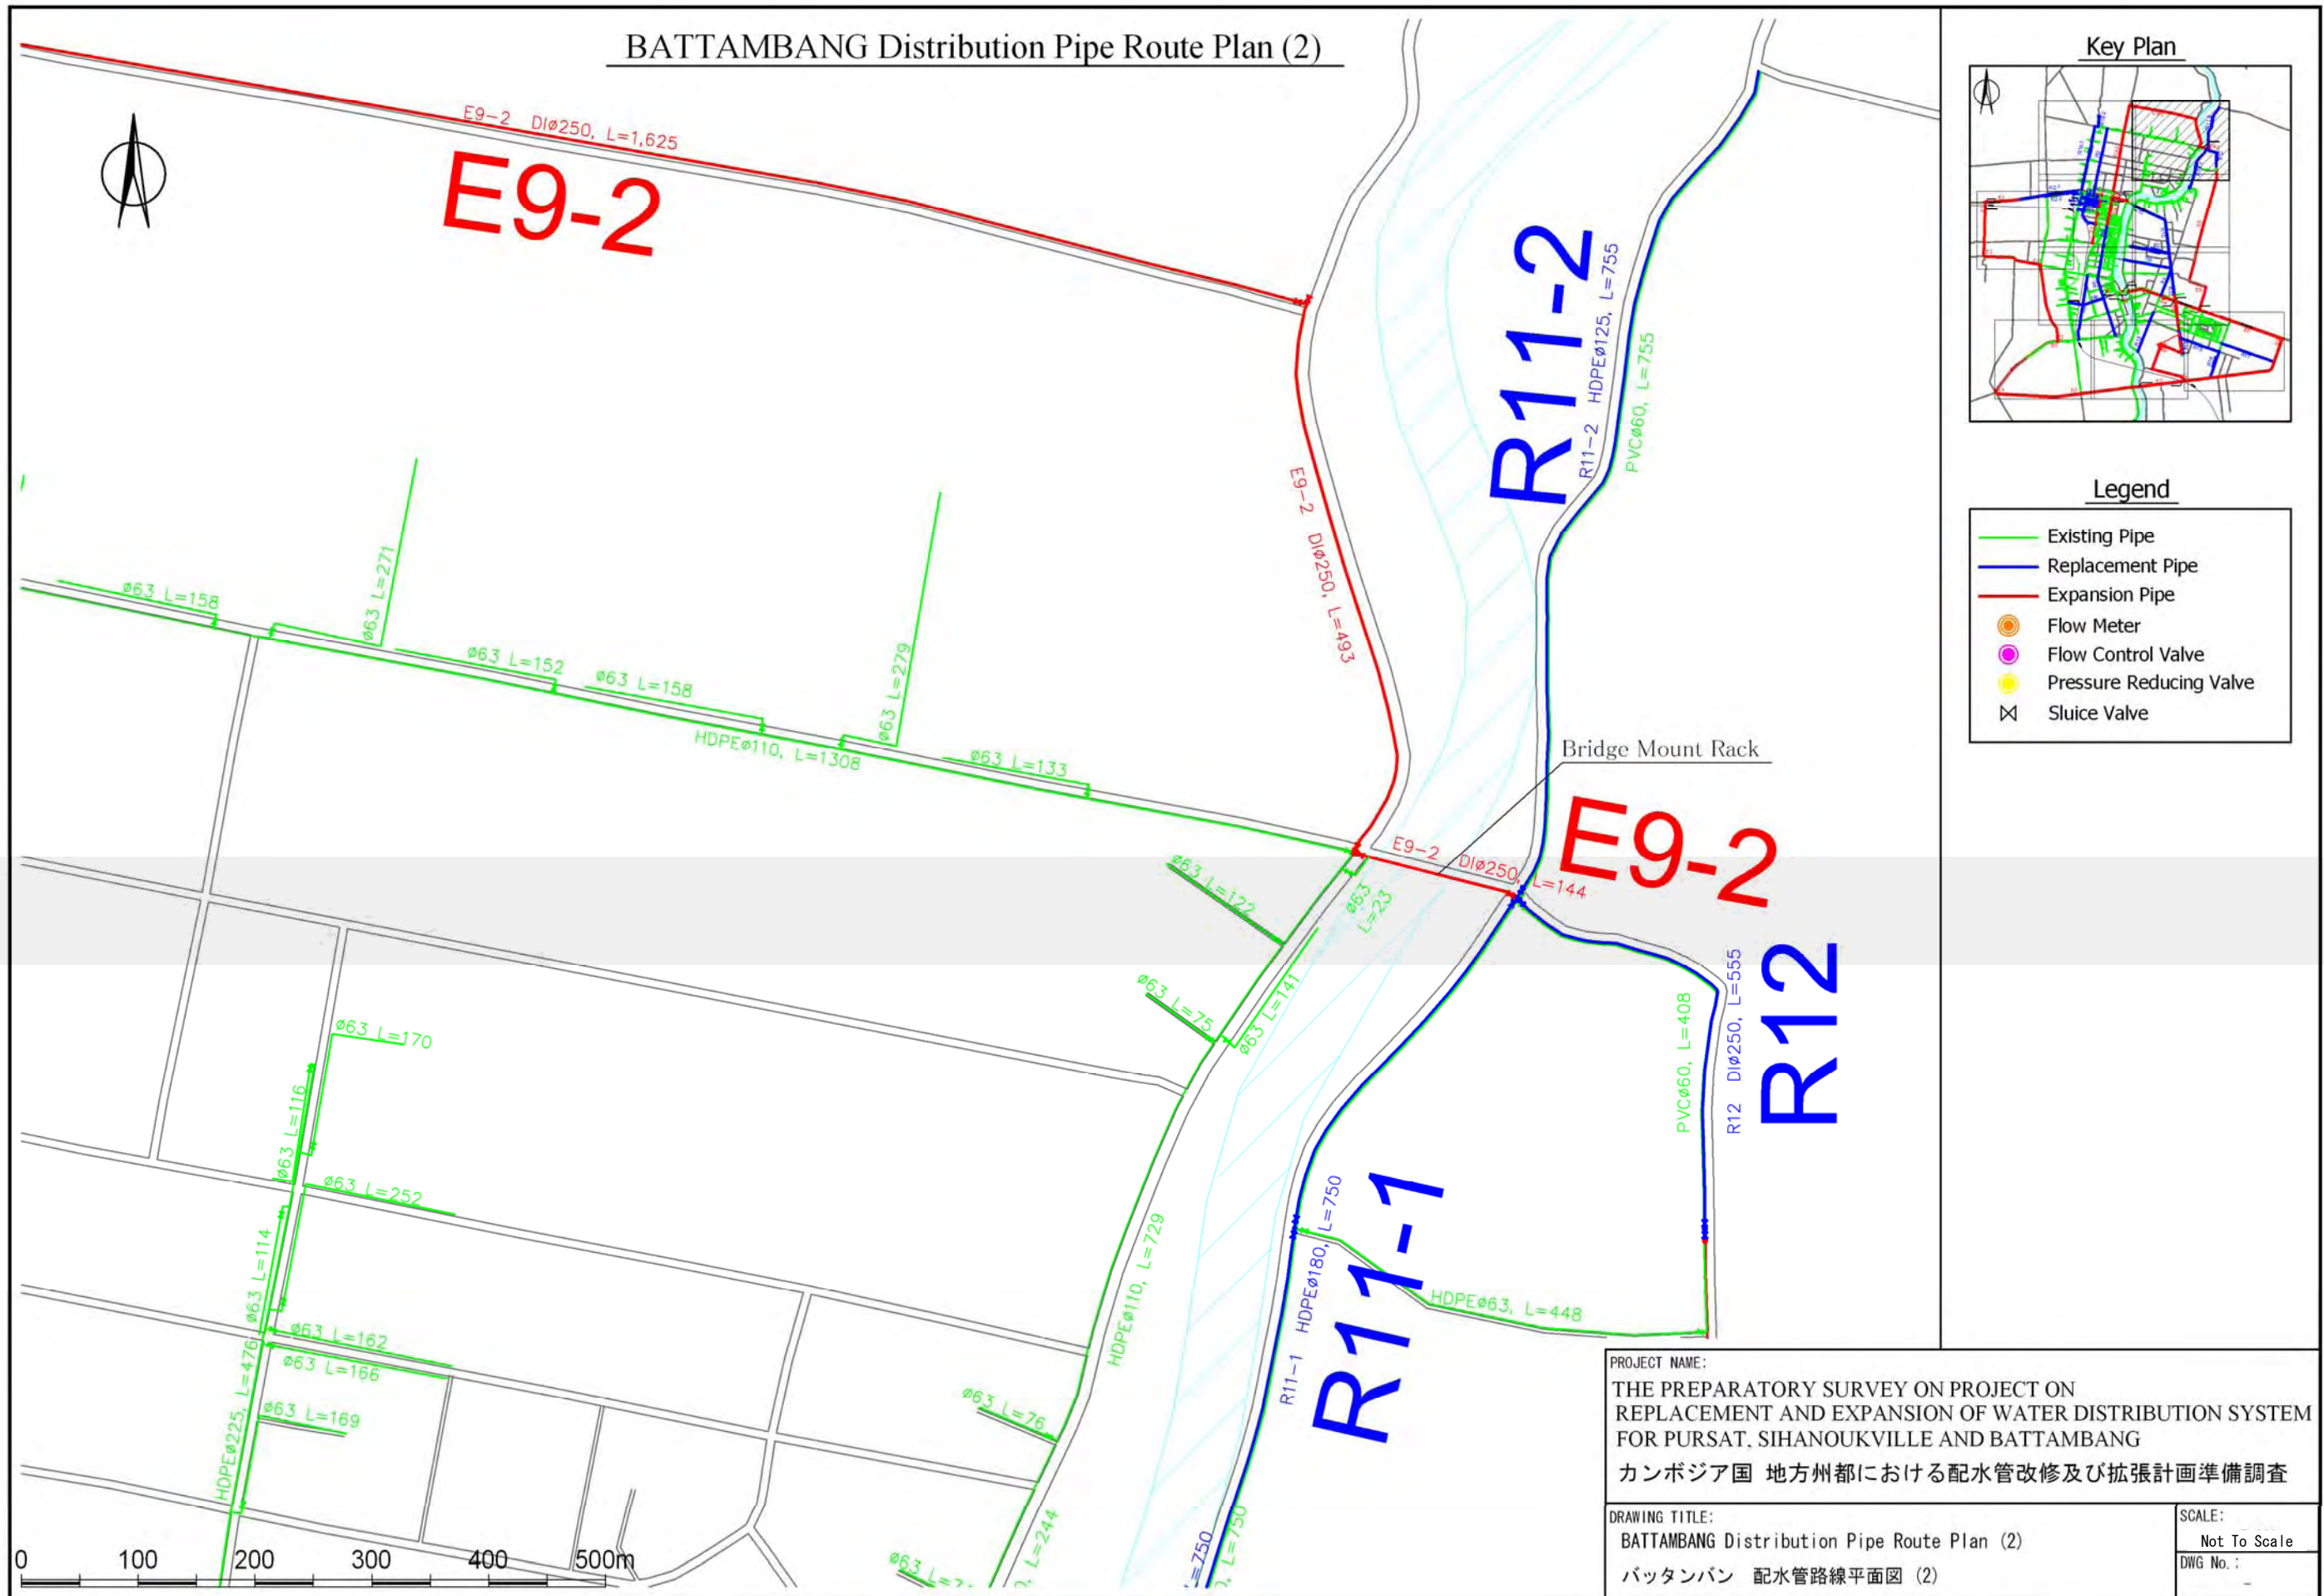 BATTAMBANG Distribution Pipe Route Plan (2)
E9-2 DIø250, L=1,625
E9-2
R11-2
R11-2 HDPEø125, L=755
PVCø60, L=755
E9-2 DIø250, L=493
ø63 L=271
ø63 L=158
ø63 L=152
ø63 L=158
ø63 L=279
HDPEø110, L=1308
ø63 L=133
Bridge Mount Rack
E9-2
E9-2 DIø250, L=144
ø63 L=122
ø63
L=23
ø63 L=75
ø63 L=141
R12
R12 DIø250, L=555
PVCø60, L=408
ø63 L=170
ø63 L=116
ø63 L=252
ø63 L=114
ø63 L=162
ø63 L=166
ø63 L=169
HDPEø225, L=476
HDPEø110, L=729
R11-1 HDPEø180, L=750
R11-1
HDPEø63, L=448
ø63 L=76
L=244
=750
L=750
0 100 200 300 400 500m
Key Plan
Legend
Existing Pipe
Replacement Pipe
Expansion Pipe
Flow Meter
Flow Control Valve
Pressure Reducing Valve
Sluice Valve
PROJECT NAME:
THE PREPARATORY SURVEY ON PROJECT ON
REPLACEMENT AND EXPANSION OF WATER DISTRIBUTION SYSTEM
FOR PURSAT, SIHANOUKVILLE AND BATTAMBANG
カンボジア国 地方州都における配水管改修及び拡張計画準備調査
DRAWING TITLE:
BATTAMBANG Distribution Pipe Route Plan (2)
バッタンバン 配水管路線平面図 (2)
SCALE:
Not To Scale
DWG No.:
-